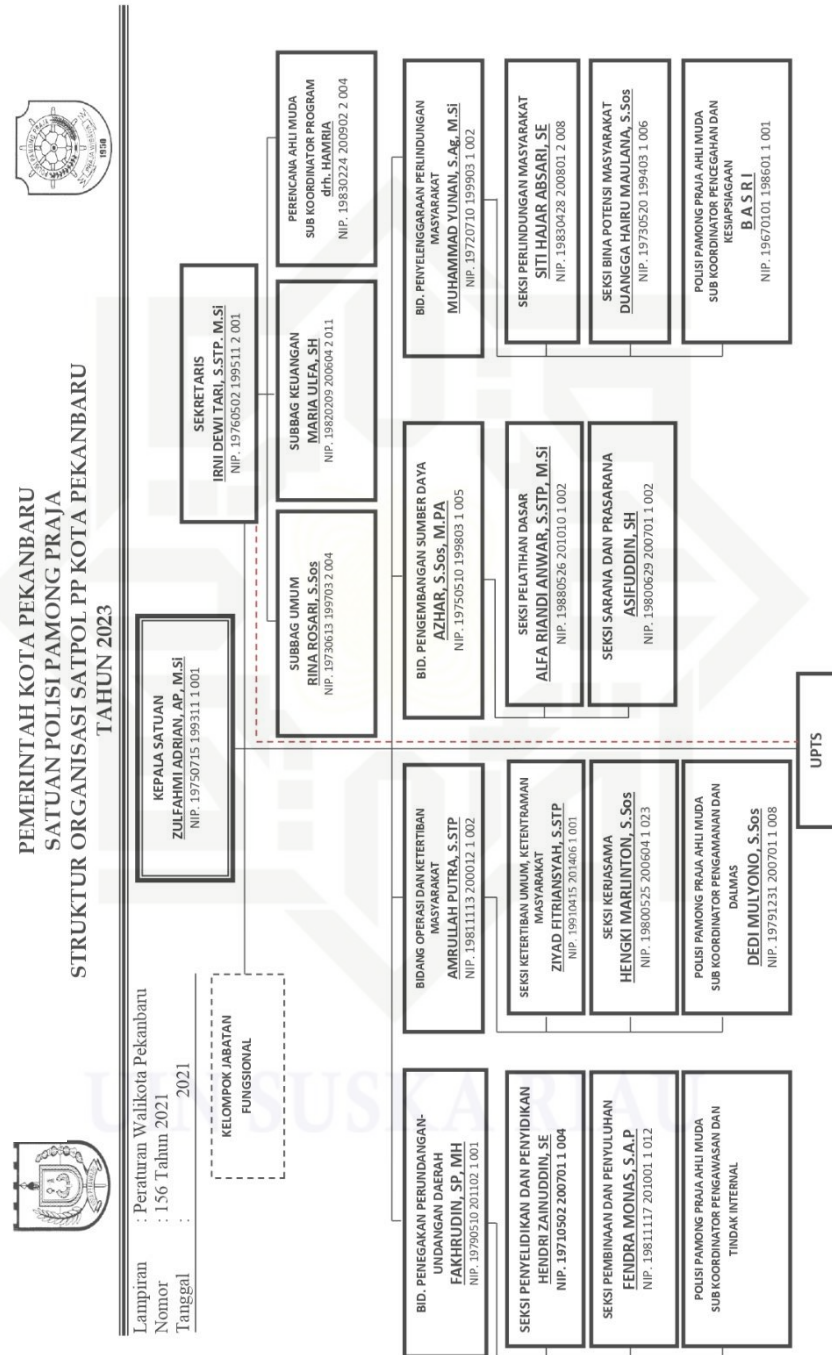 PEMERINTAH KOTA PEKANBARU
SATUAN POLISI PAMONG PRAJA
STRUKTUR ORGANISASI SATPOL PP KOTA PEKANBARU
TAHUN 2023
1950
Lampiran : Peraturan Walikota Pekanbaru
Nomor : 156 Tahun 2021
Tanggal : 2021
KEPALA SATUAN
ZULFAHMI ADRIAN, AP, M.Si
NIP. 19750715 199311 1 001
KELOMPOK JABATAN
FUNGSIONAL
SEKRETARIS
IRNI DEWI TARI, S.STP. M.Si
NIP. 19760502 199511 2 001
SUBBAG UMUM
RINA ROSARI, S.Sos
NIP. 19730613 199703 2 004
SUBBAG KEUANGAN
MARIA ULFA, SH
NIP. 19820209 200604 2 011
PERENCANA AHLI MUDA
SUB KOORDINATOR PROGRAM
drh. HAMRIA
NIP. 19830224 200902 2 004
BID. PENEGAKAN PERUNDANGAN-
UNDANGAN DAERAH
FAKHRUDIN, SP, MH
NIP. 19790510 201102 1 001
SEKSI PENYELIDIKAN DAN PENYIDIKAN
HENDRI ZAINUDDIN, SE
NIP. 19710502 200701 1 004
SEKSI PEMBINAAN DAN PENYULUHAN
FENDRA MONAS, S.A.P
NIP. 19811117 201001 1 012
POLISI PAMONG PRAJA AHLI MUDA
SUB KOORDINATOR PENGAWASAN DAN
TINDAK INTERNAL
BIDANG OPERASI DAN KETERTIBAN
MASYARAKAT
AMRULLAH PUTRA, S.STP
NIP. 19811113 200012 1 002
SEKSI KETERTIBAN UMUM, KETENTRAMAN
MASYARAKAT
ZIYAD FITRIANSYAH, S.STP
NIP. 19910415 201406 1 001
SEKSI KERJASAMA
HENGKI MARLINTON, S.Sos
NIP. 19800525 200604 1 023
POLISI PAMONG PRAJA AHLI MUDA
SUB KOORDINATOR PENGAMANAN DAN
DALMAS
DEDI MULYONO, S.Sos
NIP. 19791231 200701 1 008
BID. PENGEMBANGAN SUMBER DAYA
AZHAR, S.Sos, M.PA
NIP. 19750510 199803 1 005
SEKSI PELATIHAN DASAR
ALFA RIANDI ANWAR, S.STP, M.Si
NIP. 19880526 201010 1 002
SEKSI SARANA DAN PRASARANA
ASIFUDDIN, SH
NIP. 19800629 200701 1 002
BID. PENYELENGGARAAN PERLINDUNGAN
MASYARAKAT
MUHAMMAD YUNAN, S.Ag, M.Si
NIP. 19720710 199903 1 002
SEKSI PERLINDUNGAN MASYARAKAT
SITI HAJAR ABSARI, SE
NIP. 19830428 200801 2 008
SEKSI BINA POTENSI MASYARAKAT
DUANGGA HAIRU MAULANA, S.Sos
NIP. 19730520 199403 1 006
POLISI PAMONG PRAJA AHLI MUDA
SUB KOORDINATOR PENCEGAHAN DAN
KESIAPSIAGAAN
B A S R I
NIP. 19670101 198601 1 001
UPTS
UIN SUSKA RIAU